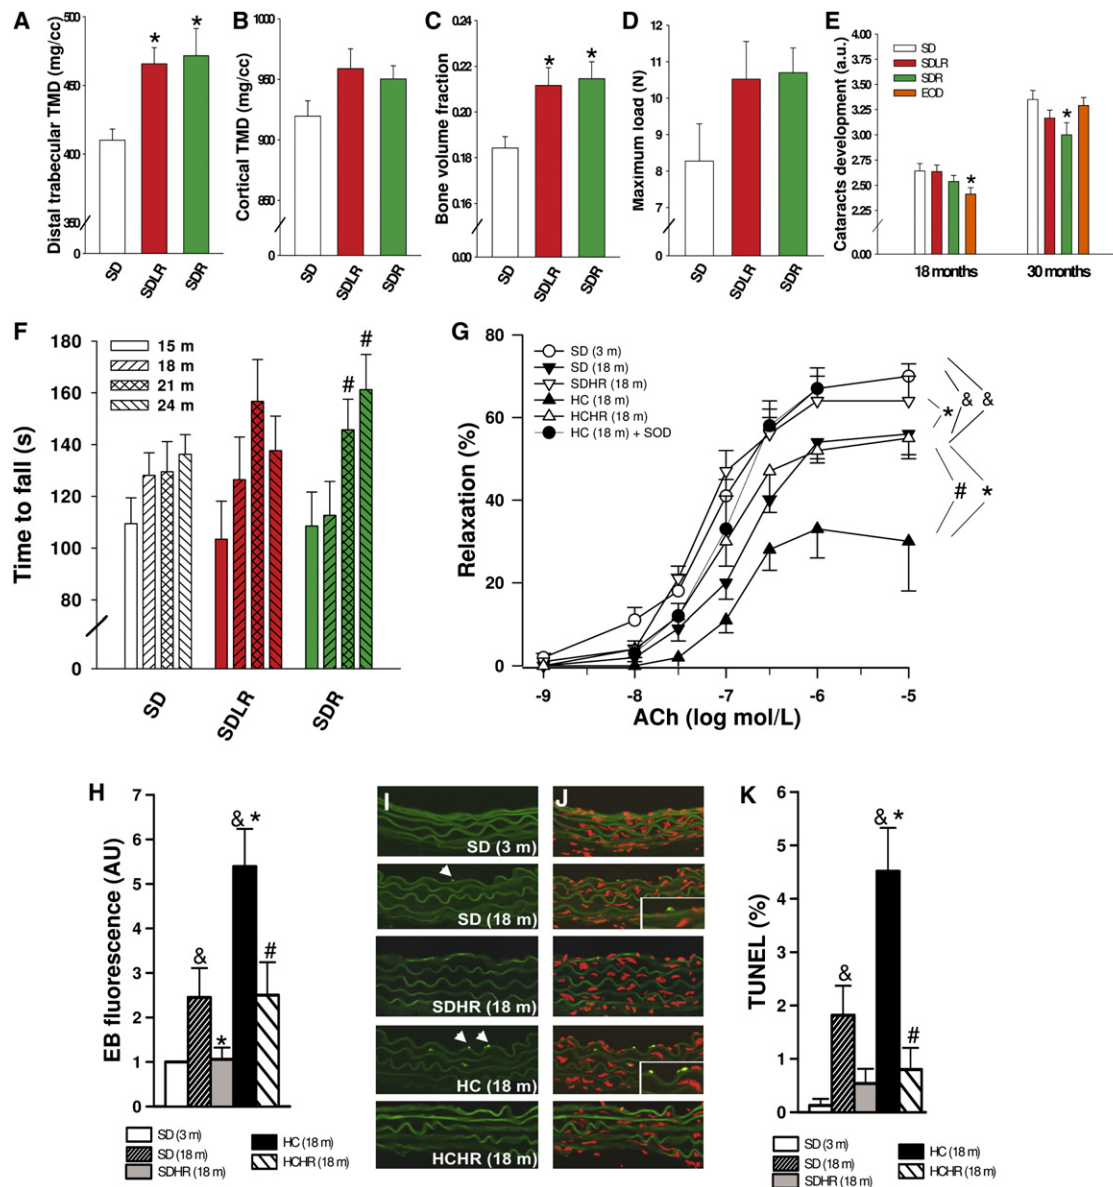 A
Distal trabecular TMD (mg/cc)
500
450
400
350
0
SD
SDLR
SDR
*
*
B
Cortical TMD (mg/cc)
1000
950
900
850
0
SD
SDLR
SDR
C
Bone volume fraction
0.24
0.22
0.20
0.18
0.16
0.00
SD
SDLR
SDR
*
*
D
Maximum load (N)
12
11
10
9
8
7
6
0
SD
SDLR
SDR
E
Cataracts development (a.u.)
4.00
3.75
3.50
3.25
3.00
2.75
2.50
2.25
0.00
SD
SDLR
SDR
EOD
*
*
18 months
30 months
F
Time to fall (s)
180
160
140
120
100
80
0
15 m
18 m
21 m
24 m
#
#
SD
SDLR
SDR
G
Relaxation (%)
80
60
40
20
0
SD (3 m)
SD (18 m)
SDHR (18 m)
HC (18 m)
HCHR (18 m)
HC (18 m) + SOD
* & &
# *
-9 -8 -7 -6 -5
ACh (log mol/L)
H
EB fluorescence (AU)
7
6
5
4
3
2
1
0
&
*
& *
#
SD (3 m)
SD (18 m)
SDHR (18 m)
HC (18 m)
HCHR (18 m)
I
SD (3 m)
SD (18 m)
SDHR (18 m)
HC (18 m)
HCHR (18 m)
J
K
TUNEL (%)
6
5
4
3
2
1
0
&
& *
#
SD (3 m)
SD (18 m)
SDHR (18 m)
HC (18 m)
HCHR (18 m)